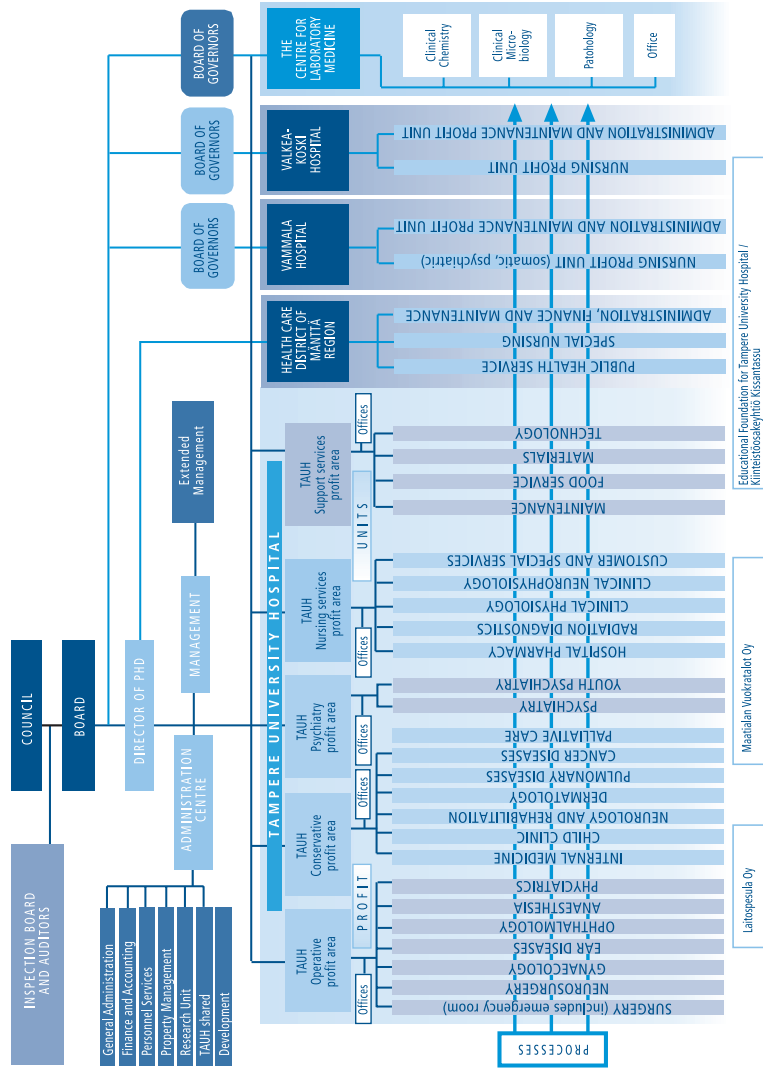 COUNCIL
BOARD
INSPECTION BOARD
AND AUDITORS
DIRECTOR OF PHD
ADMINISTRATION
CENTRE
MANAGEMENT
Extended
Management
General Administration
Finance and Accounting
Personnel Services
Property Management
Research Unit
TAUH shared
Development
BOARD OF
GOVERNORS
BOARD OF
GOVERNORS
BOARD OF
GOVERNORS
TAMPERE UNIVERSITY HOSPITAL
TAUH
Operative
profit area
TAUH
Conservative
profit area
TAUH
Psychiatry
profit area
TAUH
Nursing services
profit area
TAUH
Support services
profit area
HEALTH CARE
DISTRICT OF
MÄNTTÄ
REGION
VAMMALA
HOSPITAL
VALKEA-
KOSKI
HOSPITAL
THE
CENTRE FOR
LABORATORY
MEDICINE
Offices
PROFIT
Offices
Offices
Offices
UNITS
Offices
SURGERY (includes emergency room)
NEUROSURGERY
GYNAECOLOGY
EAR DISEASES
OPHTHALMOLOGY
ANAESTHESIA
PHYCIATRICS
INTERNAL MEDICINE
CHILD CLINIC
NEUROLOGY AND REHABILITATION
DERMATOLOGY
PULMONARY DISEASES
CANCER DISEASES
PALLIATIVE CARE
PSYCHIATRY
YOUTH PSYCHIATRY
HOSPITAL PHARMACY
RADIATION DIAGNOSTICS
CLINICAL PHYSIOLOGY
CLINICAL NEUROPHYSIOLOGY
CUSTOMER AND SPECIAL SERVICES
MAINTENANCE
FOOD SERVICE
MATERIALS
TECHNOLOGY
PUBLIC HEALTH SERVICE
SPECIAL NURSING
ADMINISTRATION, FINANCE AND MAINTENANCE
NURSING PROFIT UNIT (somatic, psychiatric)
ADMINISTRATION AND MAINTENANCE PROFIT UNIT
NURSING PROFIT UNIT
ADMINISTRATION AND MAINTENANCE PROFIT UNIT
Clinical
Chemistry
Clinical
Micro-
biology
Patohology
Office
PROCESSES
Laitospesula Oy
Maatialan Vuokratalot Oy
Educational Foundation for Tampere University Hospital /
Kiinteistöosakeyhtiö Kissantassu